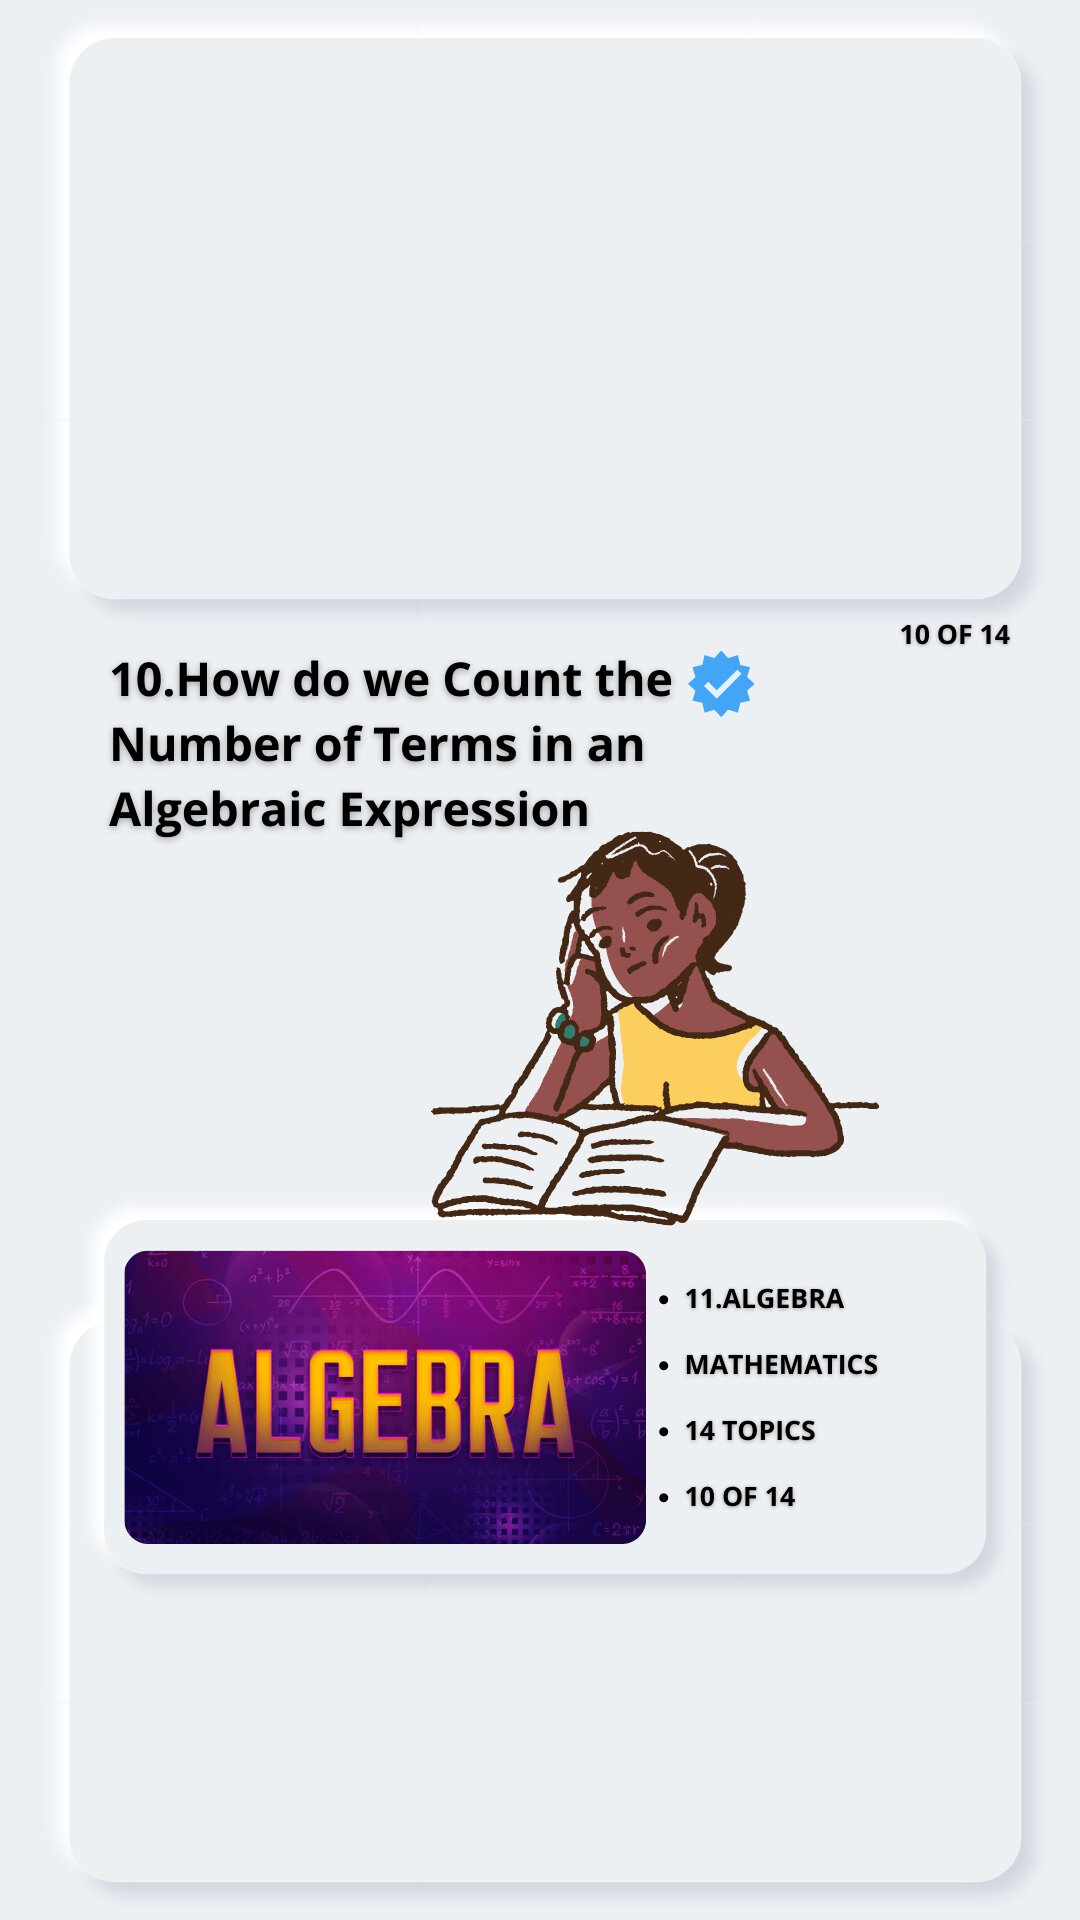 10 OF 14
10.How do we Count the
Number of Terms in an
Algebraic Expression
ALGEBRA
11.ALGEBRA
MATHEMATICS
14 TOPICS
10 OF 14